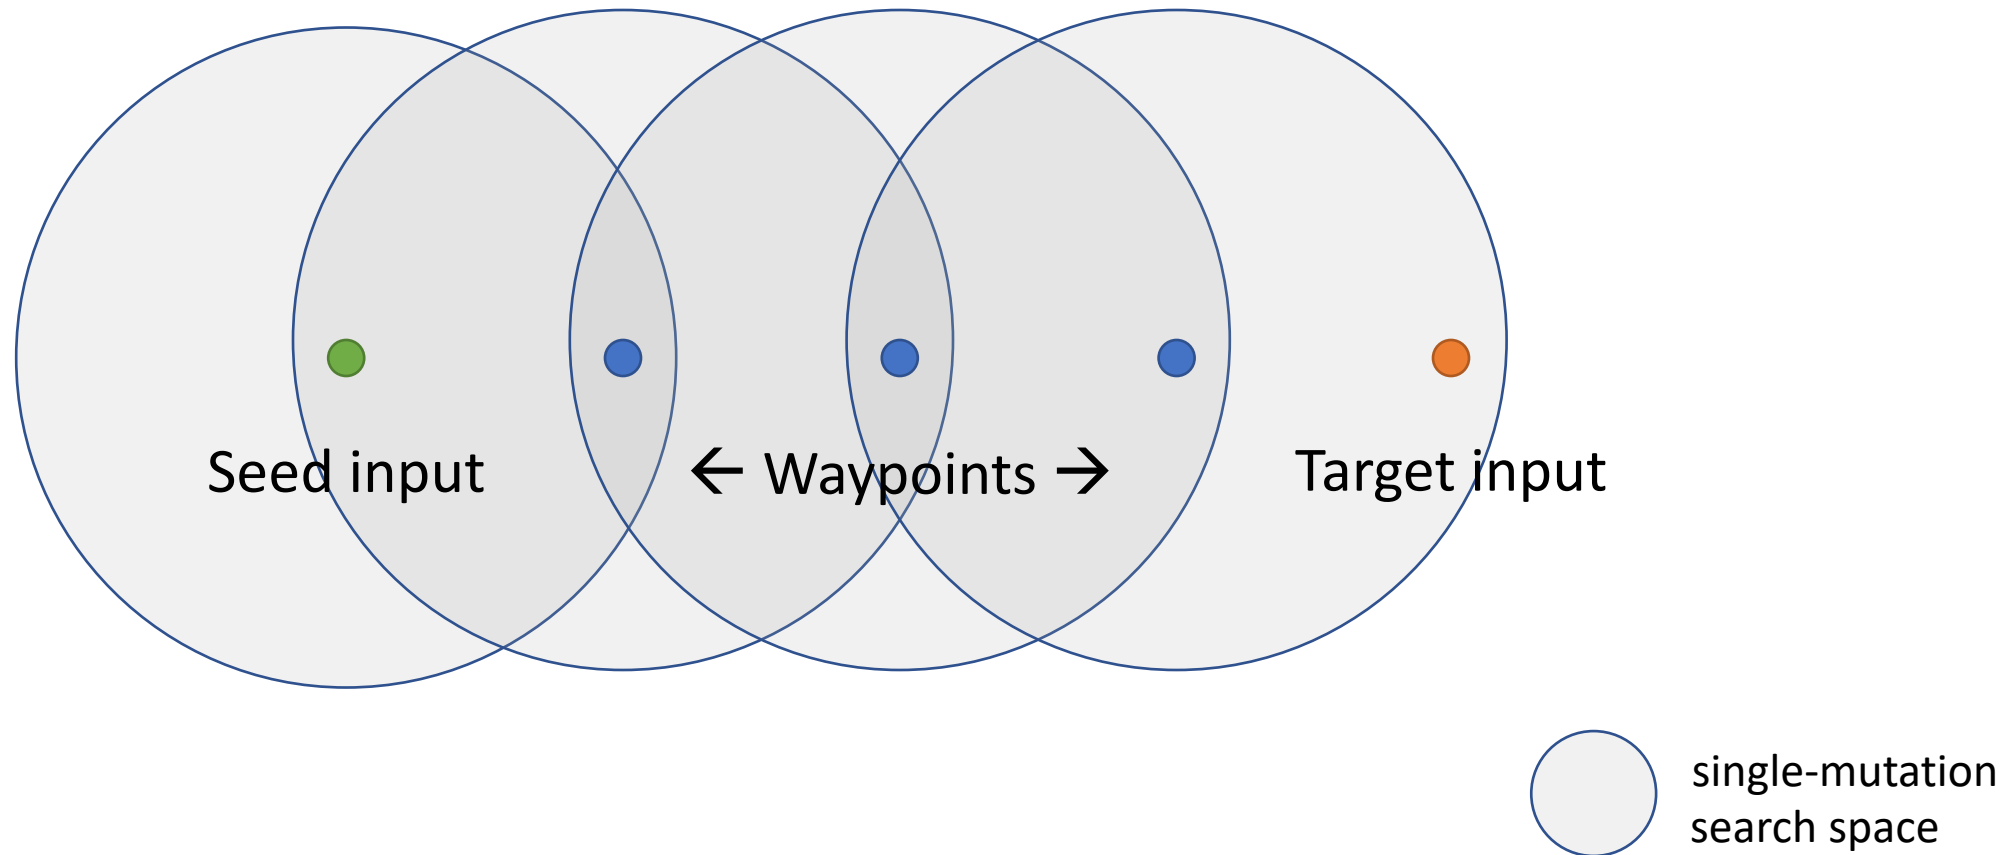 Seed input
← Waypoints →
Target input
single-mutation
search space